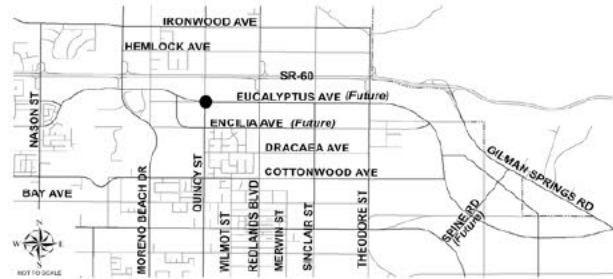 IRONWOOD AVE
HEMLOCK AVE
SR-60
EUCALYPTUS AVE (Future)
NASON ST
ENCILIA AVE (Future)
DRACAEA AVE
COTTONWOOD AVE
GILMAN SPRINGS RD
BAY AVE
MORENO BEACH DR
QUINCY ST
WILMOT ST
REDLANDS BLVD
MERWIN ST
SINCLAIR ST
THEODORE ST
SPINE RD
(Future)
N
W
E
S
NOT TO SCALE